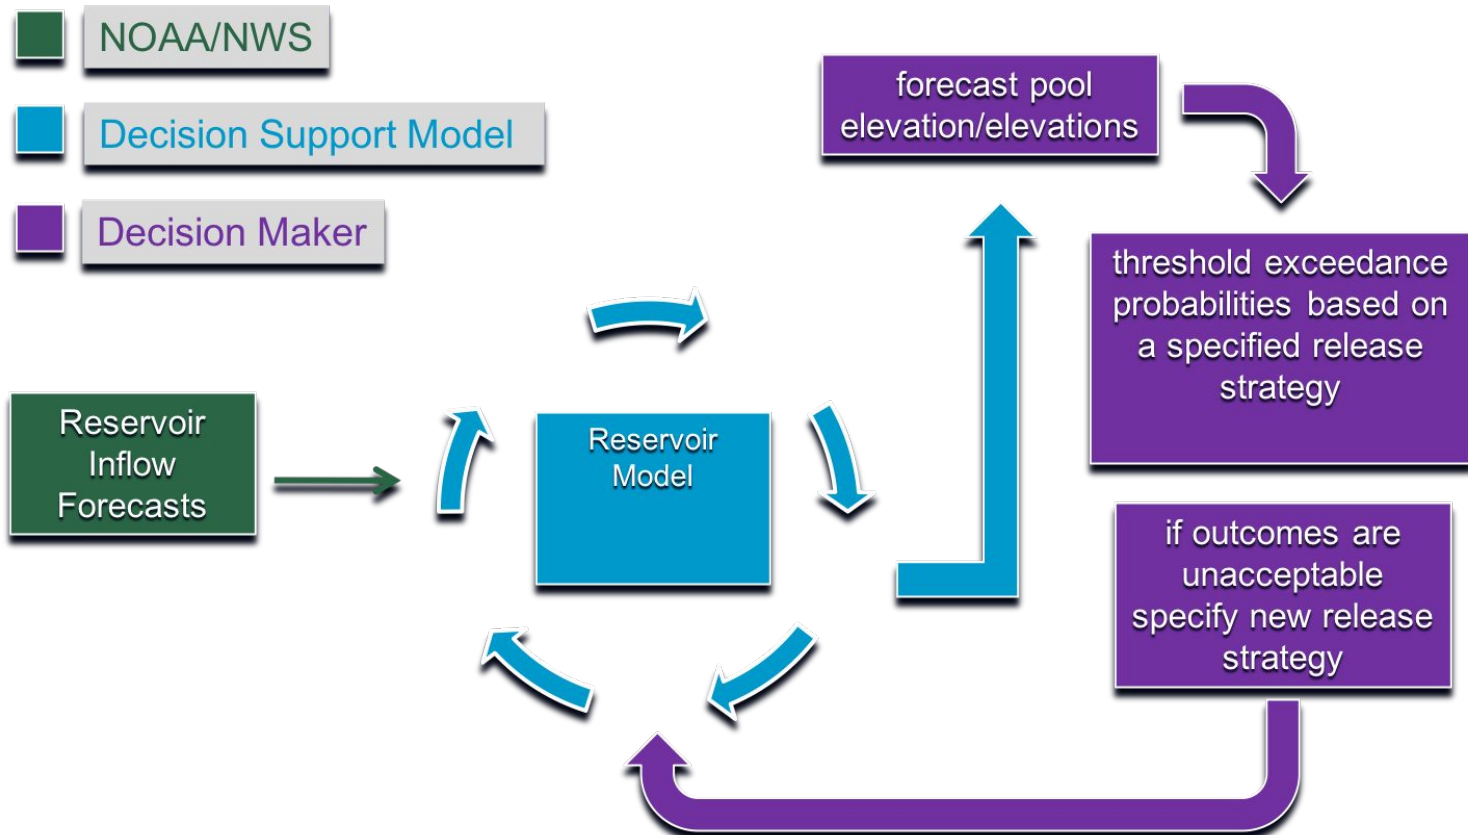 NOAA/NWS
Decision Support Model
Decision Maker
forecast pool
elevation/elevations
threshold exceedance
probabilities based on
a specified release
strategy
Reservoir
Inflow
Forecasts
Reservoir
Model
if outcomes are
unacceptable
specify new release
strategy